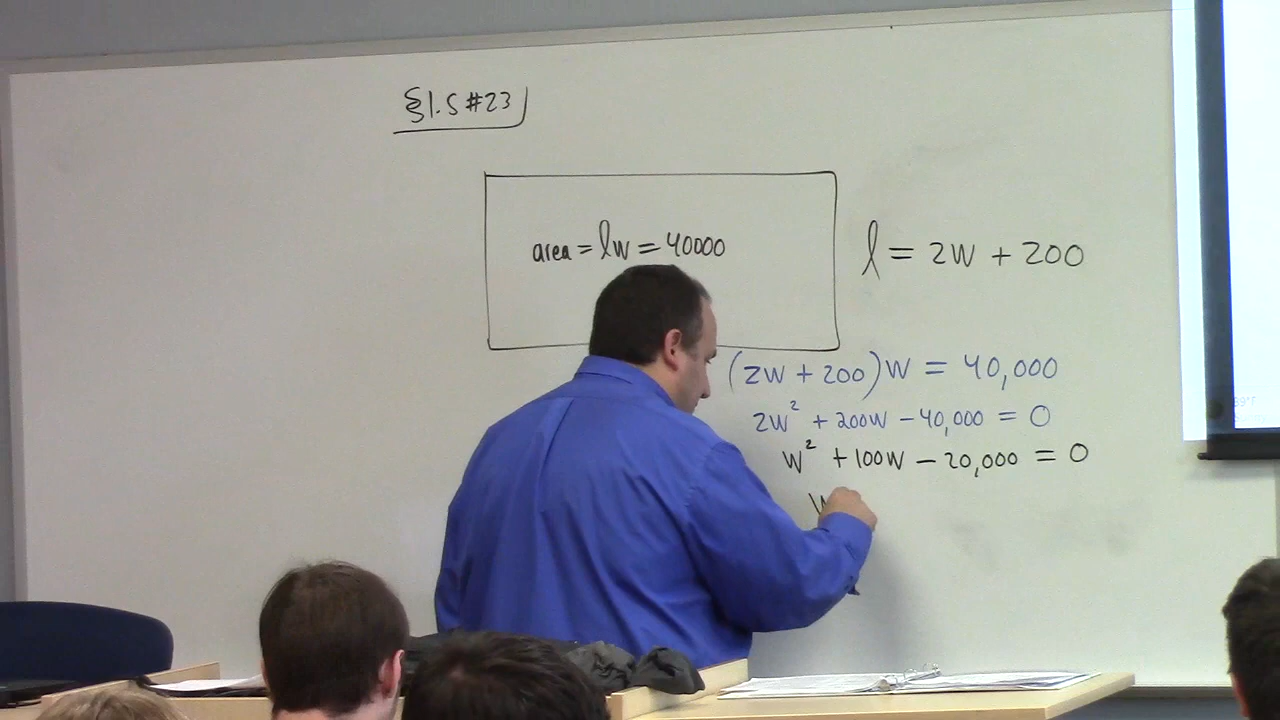 §1.5 #23
area = lw = 40000
l = 2w + 200
(2w + 200)w = 40,000
2w² + 200w - 40,000 = 0
w² + 100w - 20,000 = 0
w